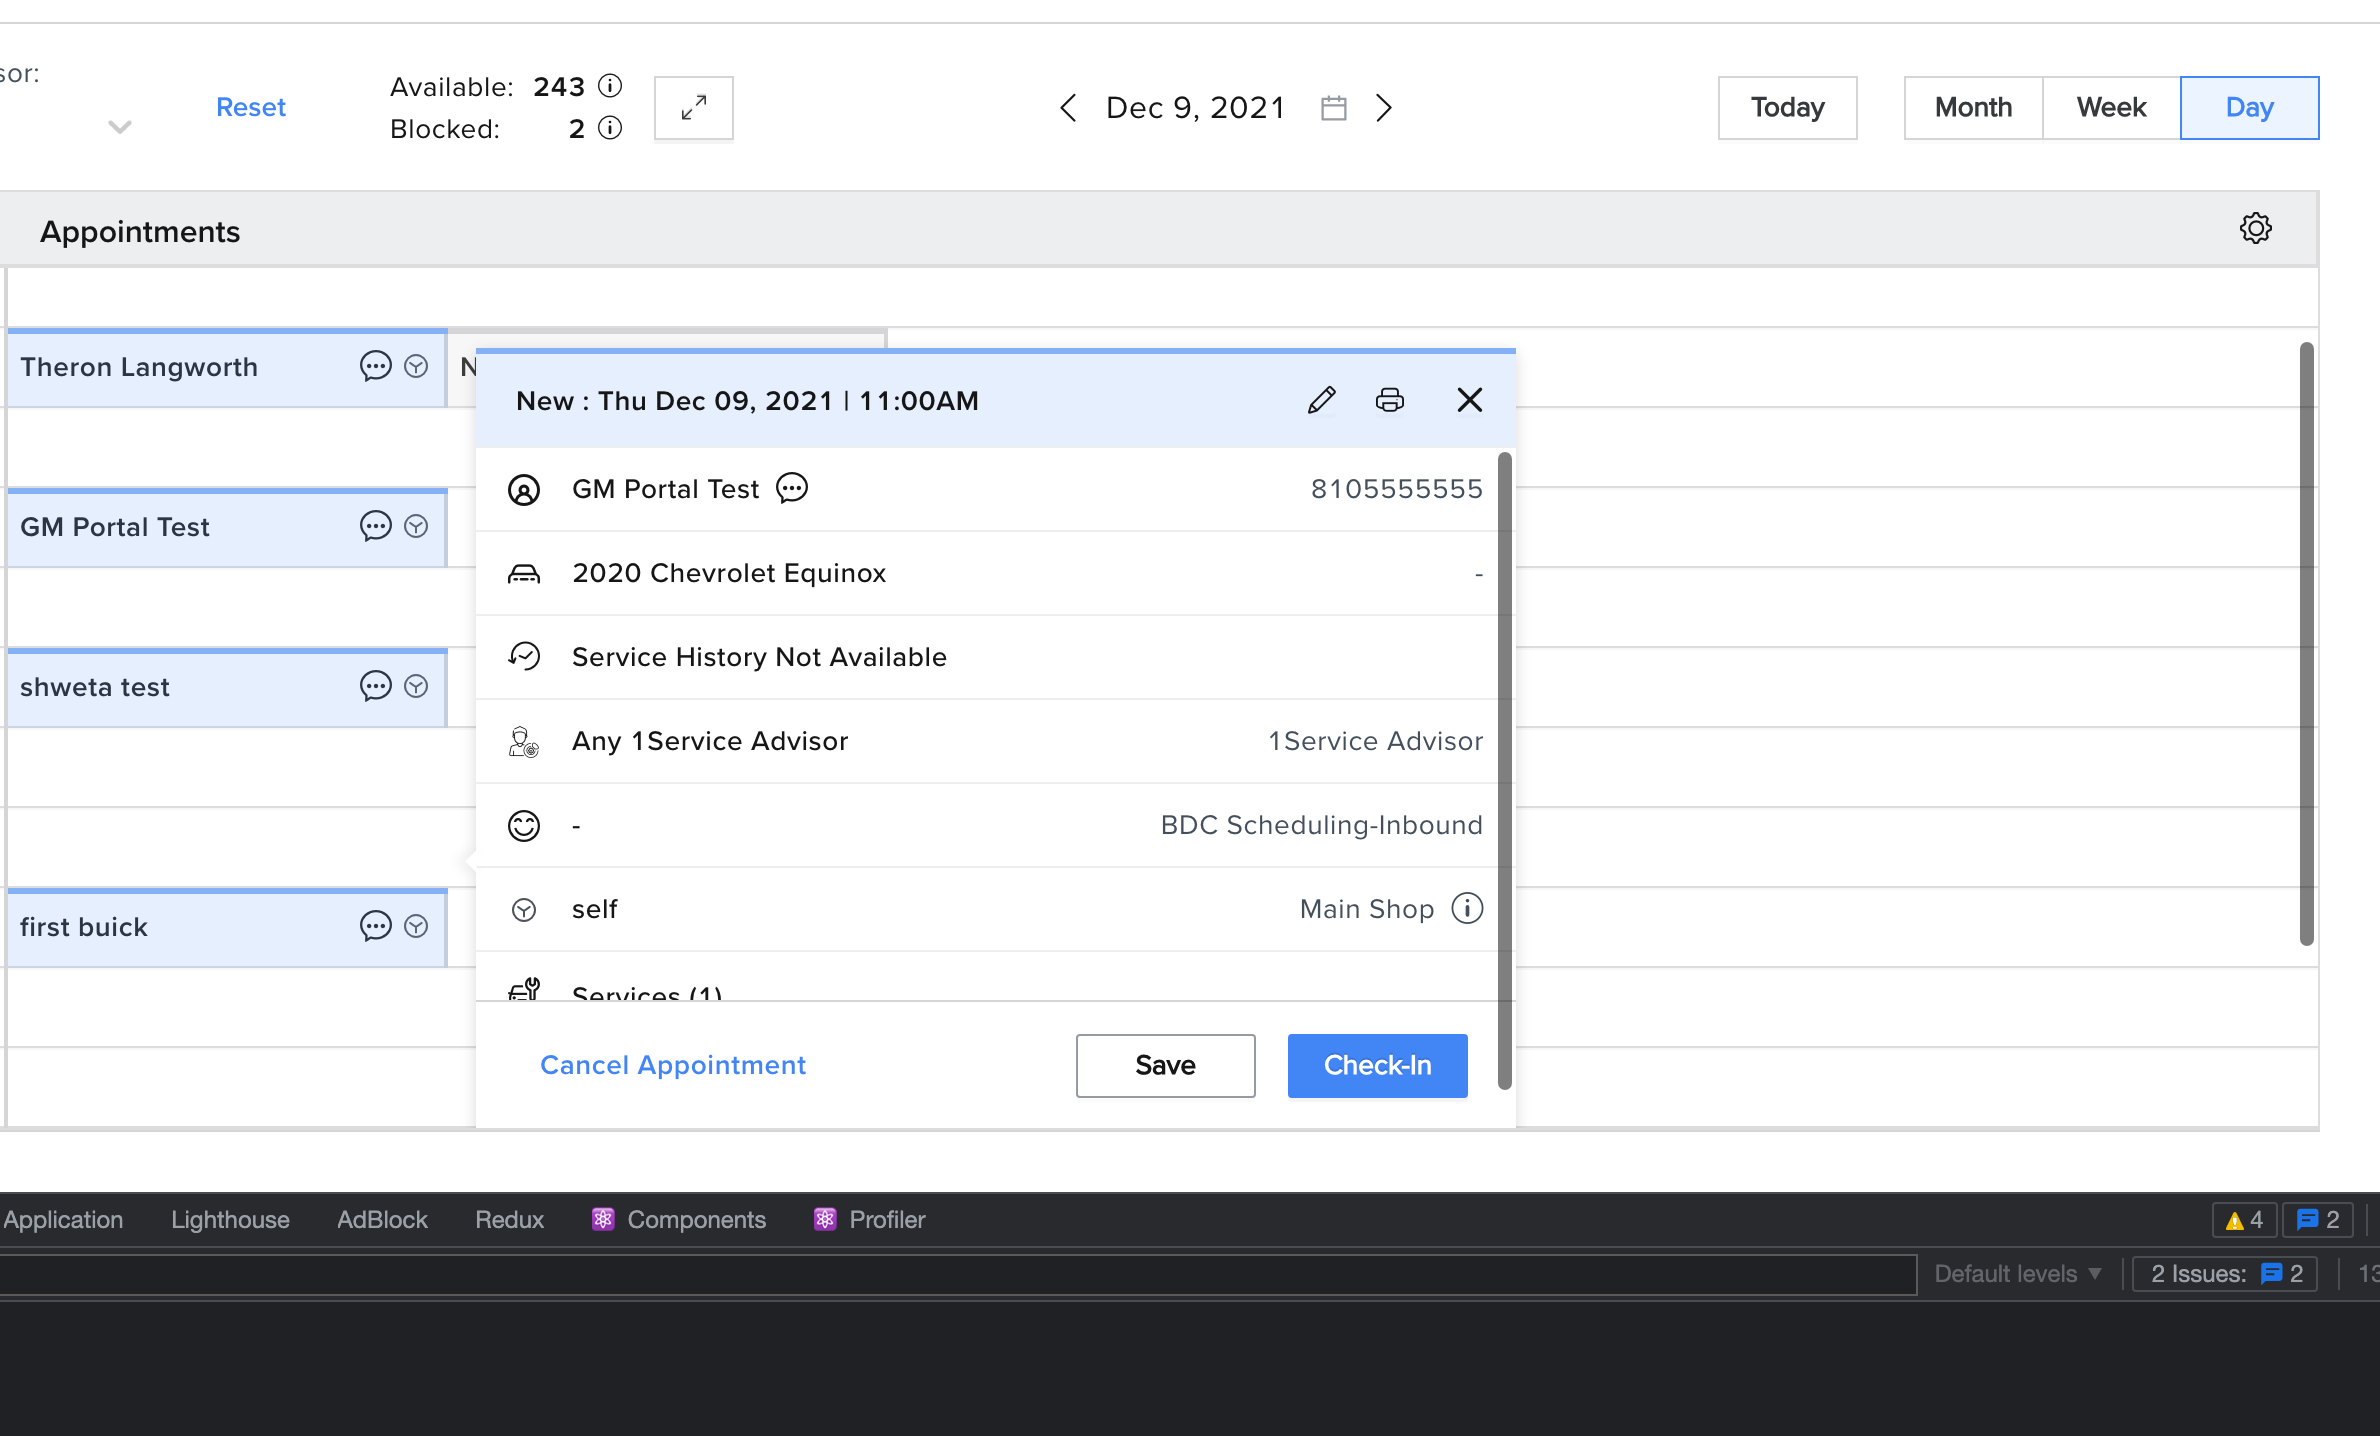 Available: 243
Reset
Blocked: 2
Dec 9, 2021
Today
Month
Week
Day
Appointments
Theron Langworth
N
New : Thu Dec 09, 2021 | 11:00AM
GM Portal Test
8105555555
GM Portal Test
2020 Chevrolet Equinox
-
Service History Not Available
shweta test
Any 1Service Advisor
1Service Advisor
-
BDC Scheduling-Inbound
first buick
self
Main Shop
Services (1)
Cancel Appointment
Save
Check-In
Application
Lighthouse
AdBlock
Redux
Components
Profiler
4
2
Default levels
2 Issues: 2